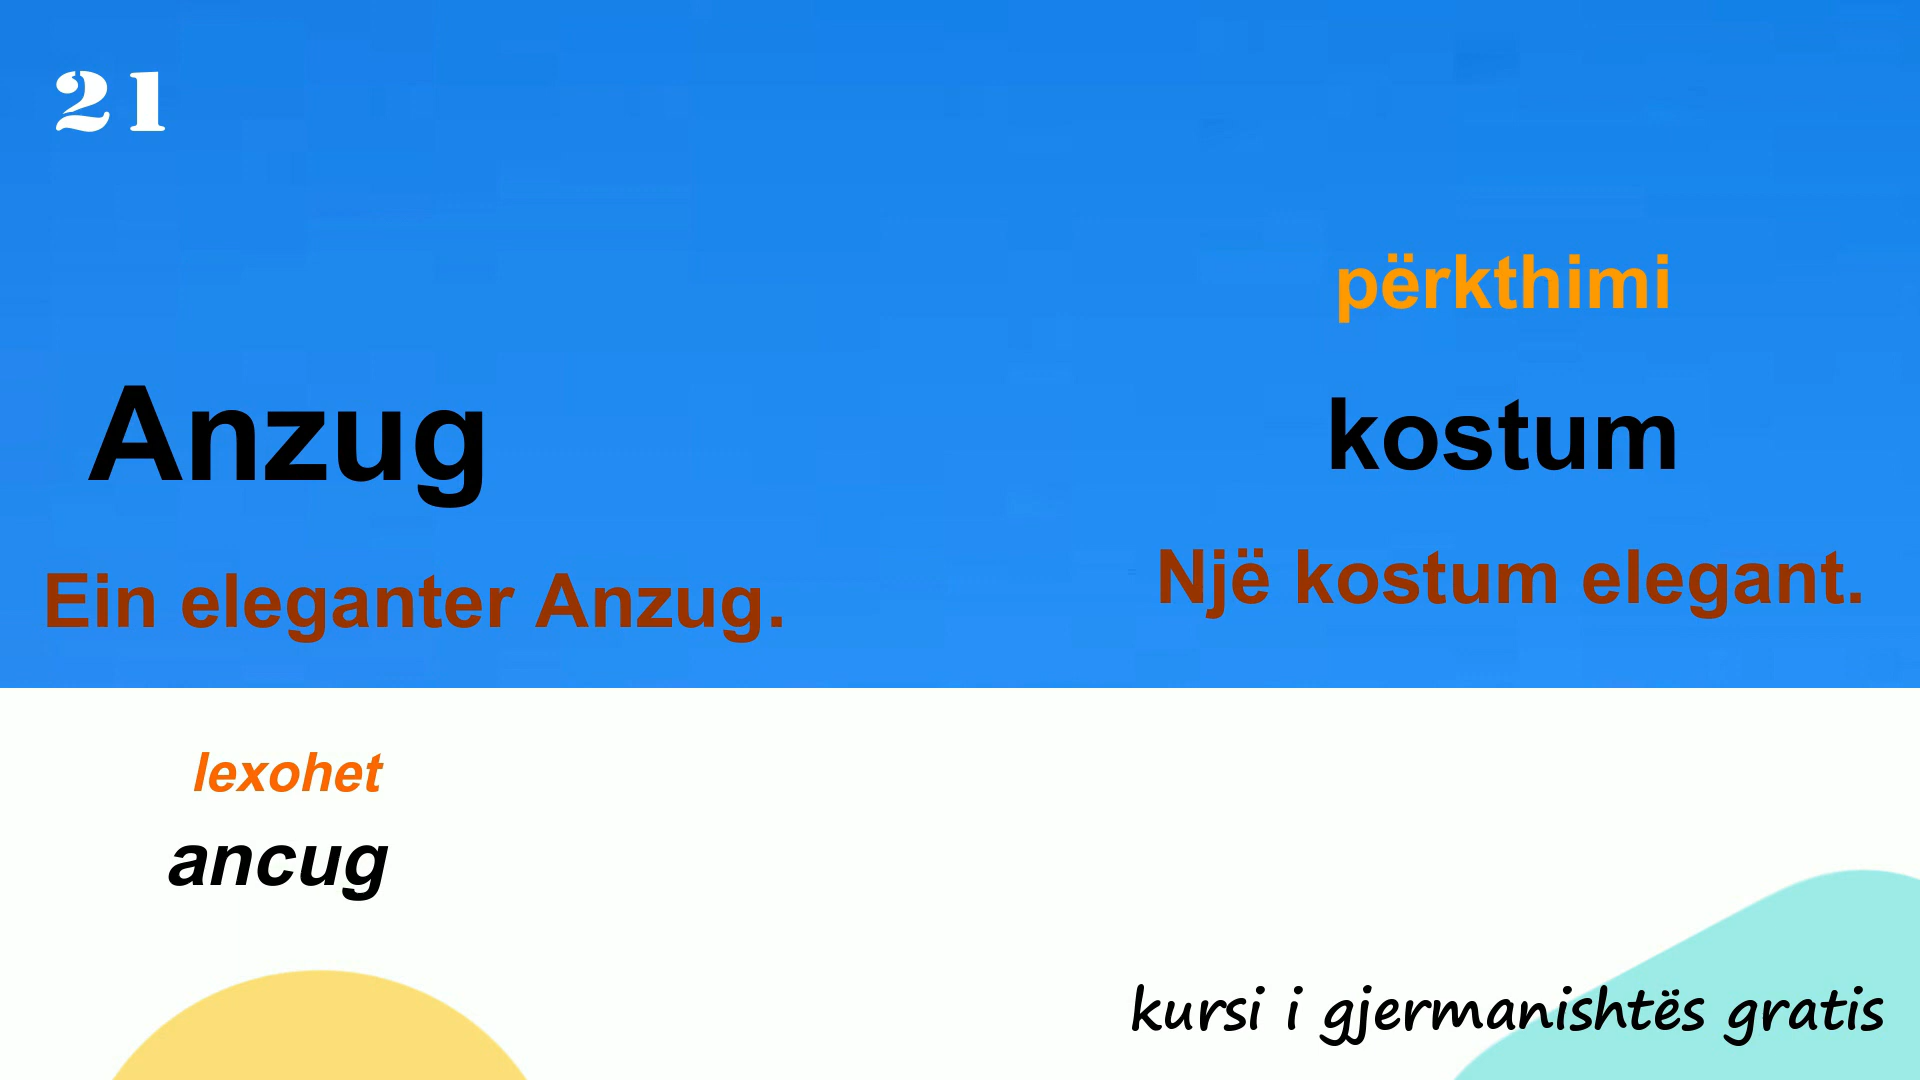 21
përkthimi
Anzug
kostum
Ein eleganter Anzug.
Një kostum elegant.
lexohet
ancug
kursi i gjermanishtës gratis